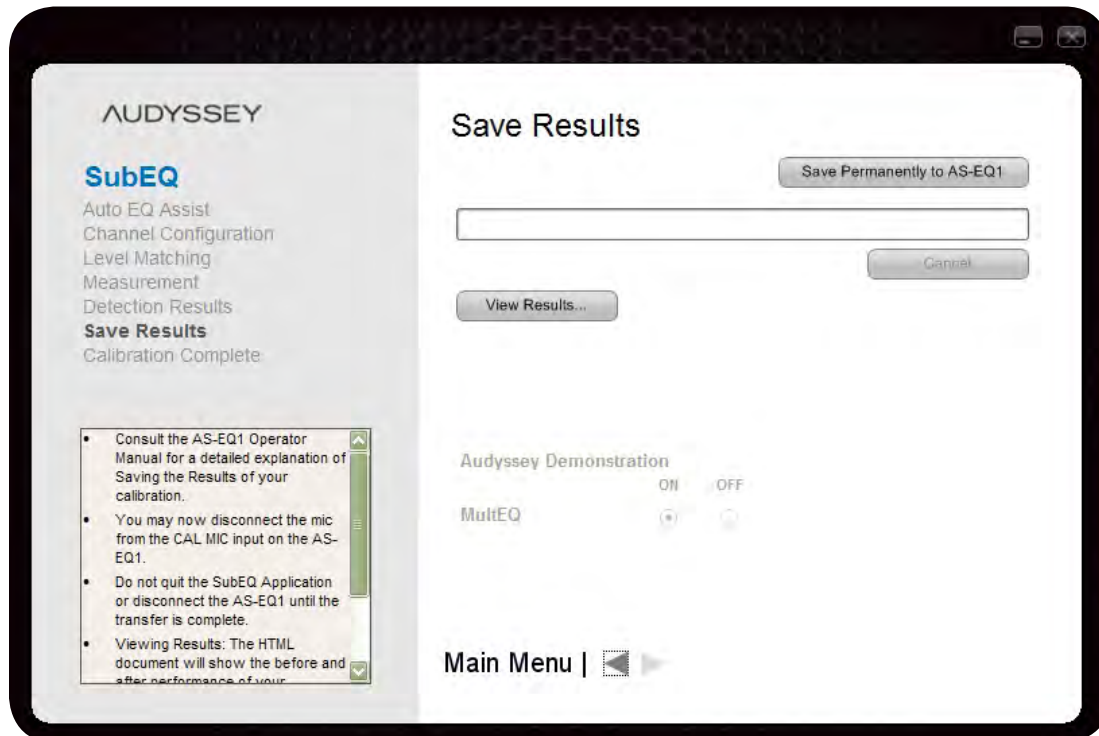 AUDYSSEY
SubEQ
Auto EQ Assist
Channel Configuration
Level Matching
Measurement
Detection Results
Save Results
Calibration Complete
• Consult the AS-EQ1 Operator
Manual for a detailed explanation of
Saving the Results of your
calibration.
• You may now disconnect the mic
from the CAL MIC input on the AS-
EQ1.
• Do not quit the SubEQ Application
or disconnect the AS-EQ1 until the
transfer is complete.
• Viewing Results: The HTML
document will show the before and
after performance of your
Save Results
Save Permanently to AS-EQ1
Cancel
View Results...
Audyssey Demonstration
ON OFF
MultEQ
Main Menu |